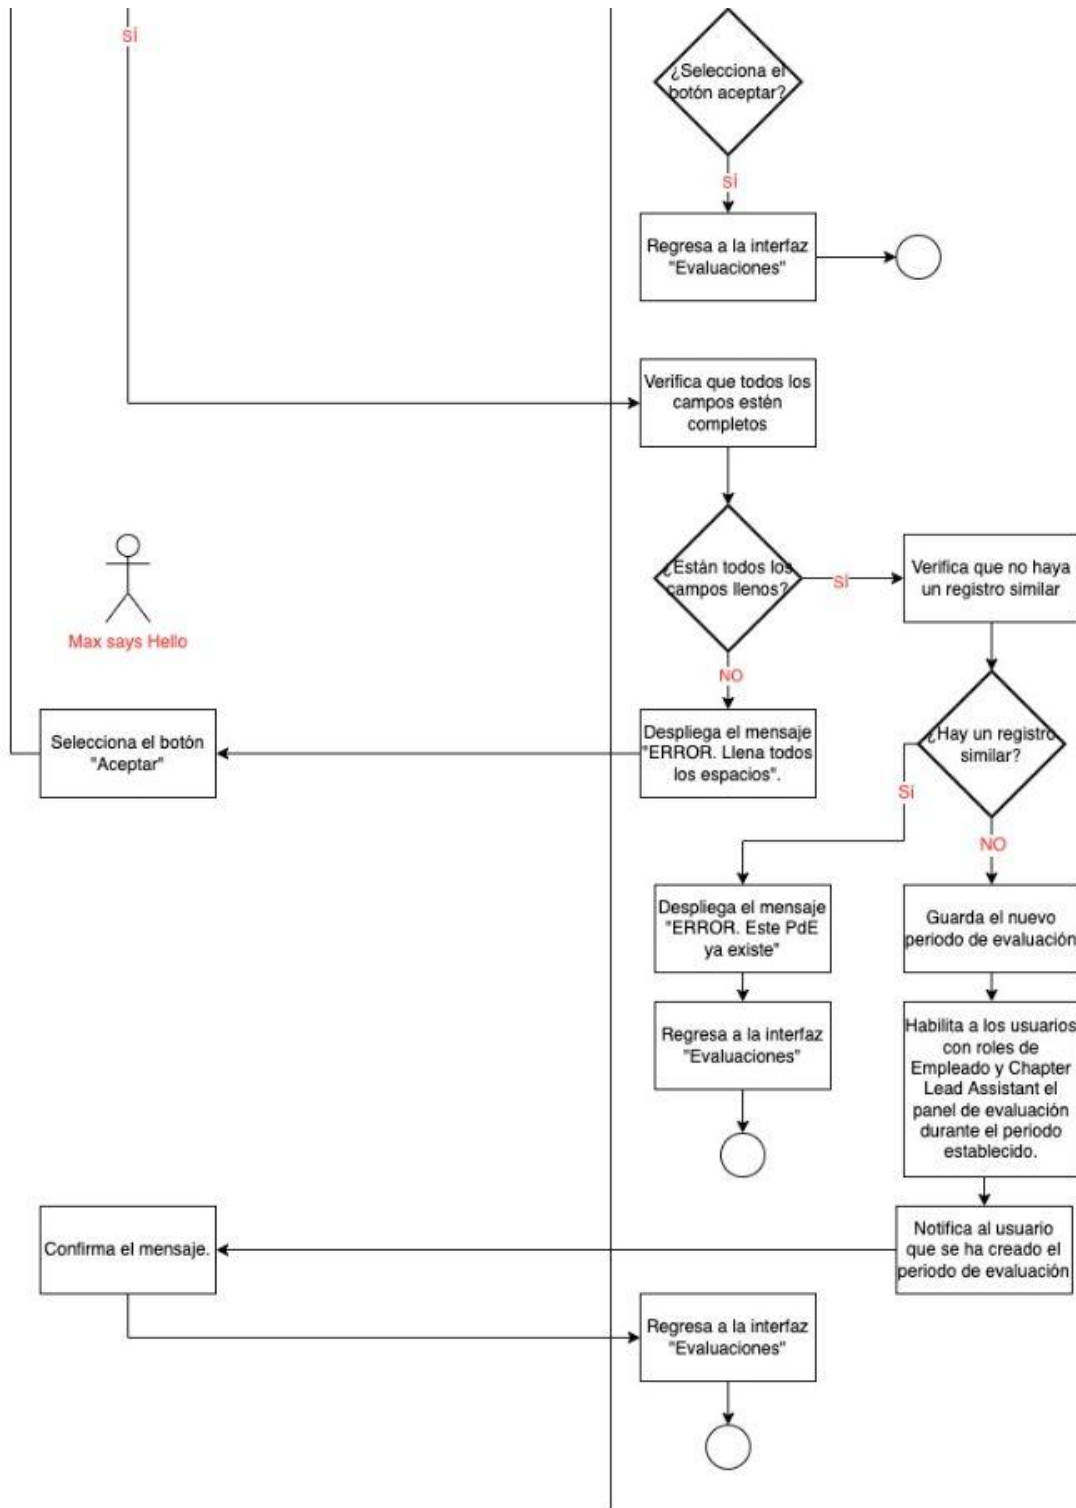 sí
¿Selecciona el
botón aceptar?
sí
Regresa a la interfaz
"Evaluaciones"
Verifica que todos los
campos estén
completos
¿Están todos los
campos llenos?
SÍ
Verifica que no haya
un registro similar
Max says Hello
NO
Selecciona el botón
"Aceptar"
Despliega el mensaje
"ERROR. Llena todos
los espacios".
¿Hay un registro
similar?
Sí
NO
Despliega el mensaje
"ERROR. Este PdE
ya existe"
Guarda el nuevo
periodo de evaluación
Regresa a la interfaz
"Evaluaciones"
Habilita a los usuarios
con roles de
Empleado y Chapter
Lead Assistant el
panel de evaluación
durante el periodo
establecido.
Confirma el mensaje.
Notifica al usuario
que se ha creado el
periodo de evaluación
Regresa a la interfaz
"Evaluaciones"